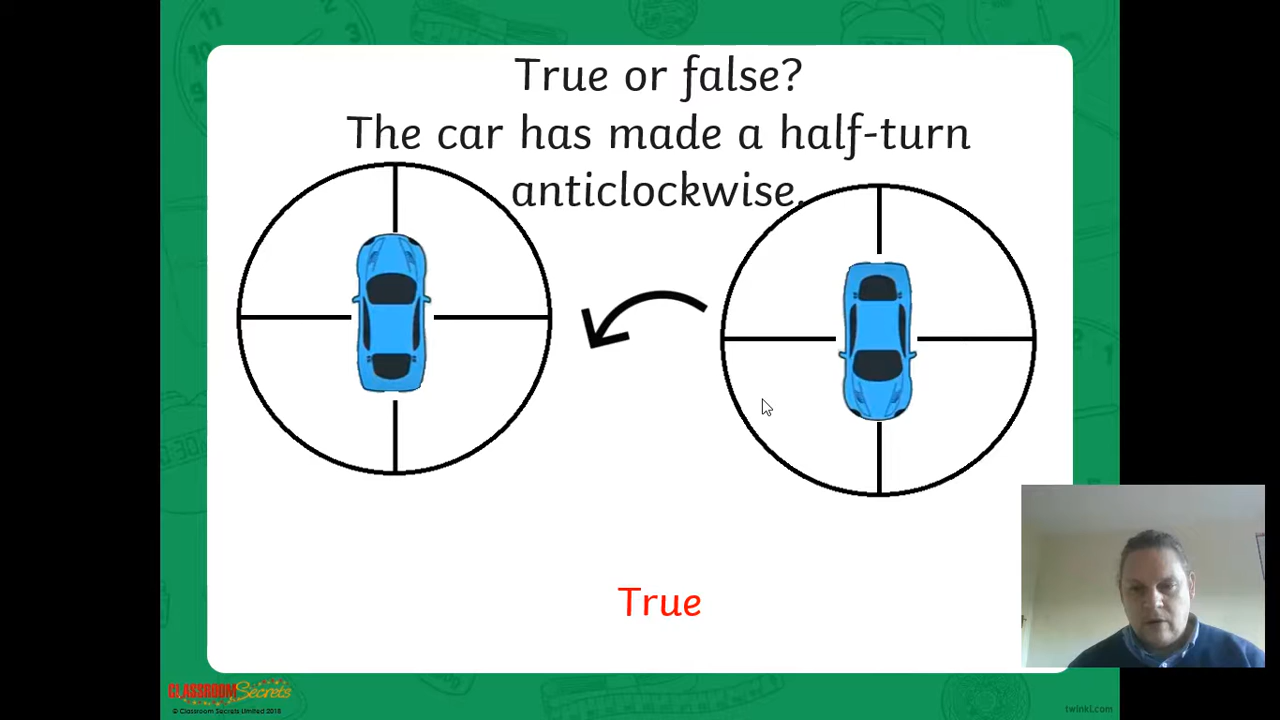 True or false?
The car has made a half-turn
anticlockwise.
True
CLASSROOM Secrets
© Classroom Secrets Limited 2018
twinkl.com